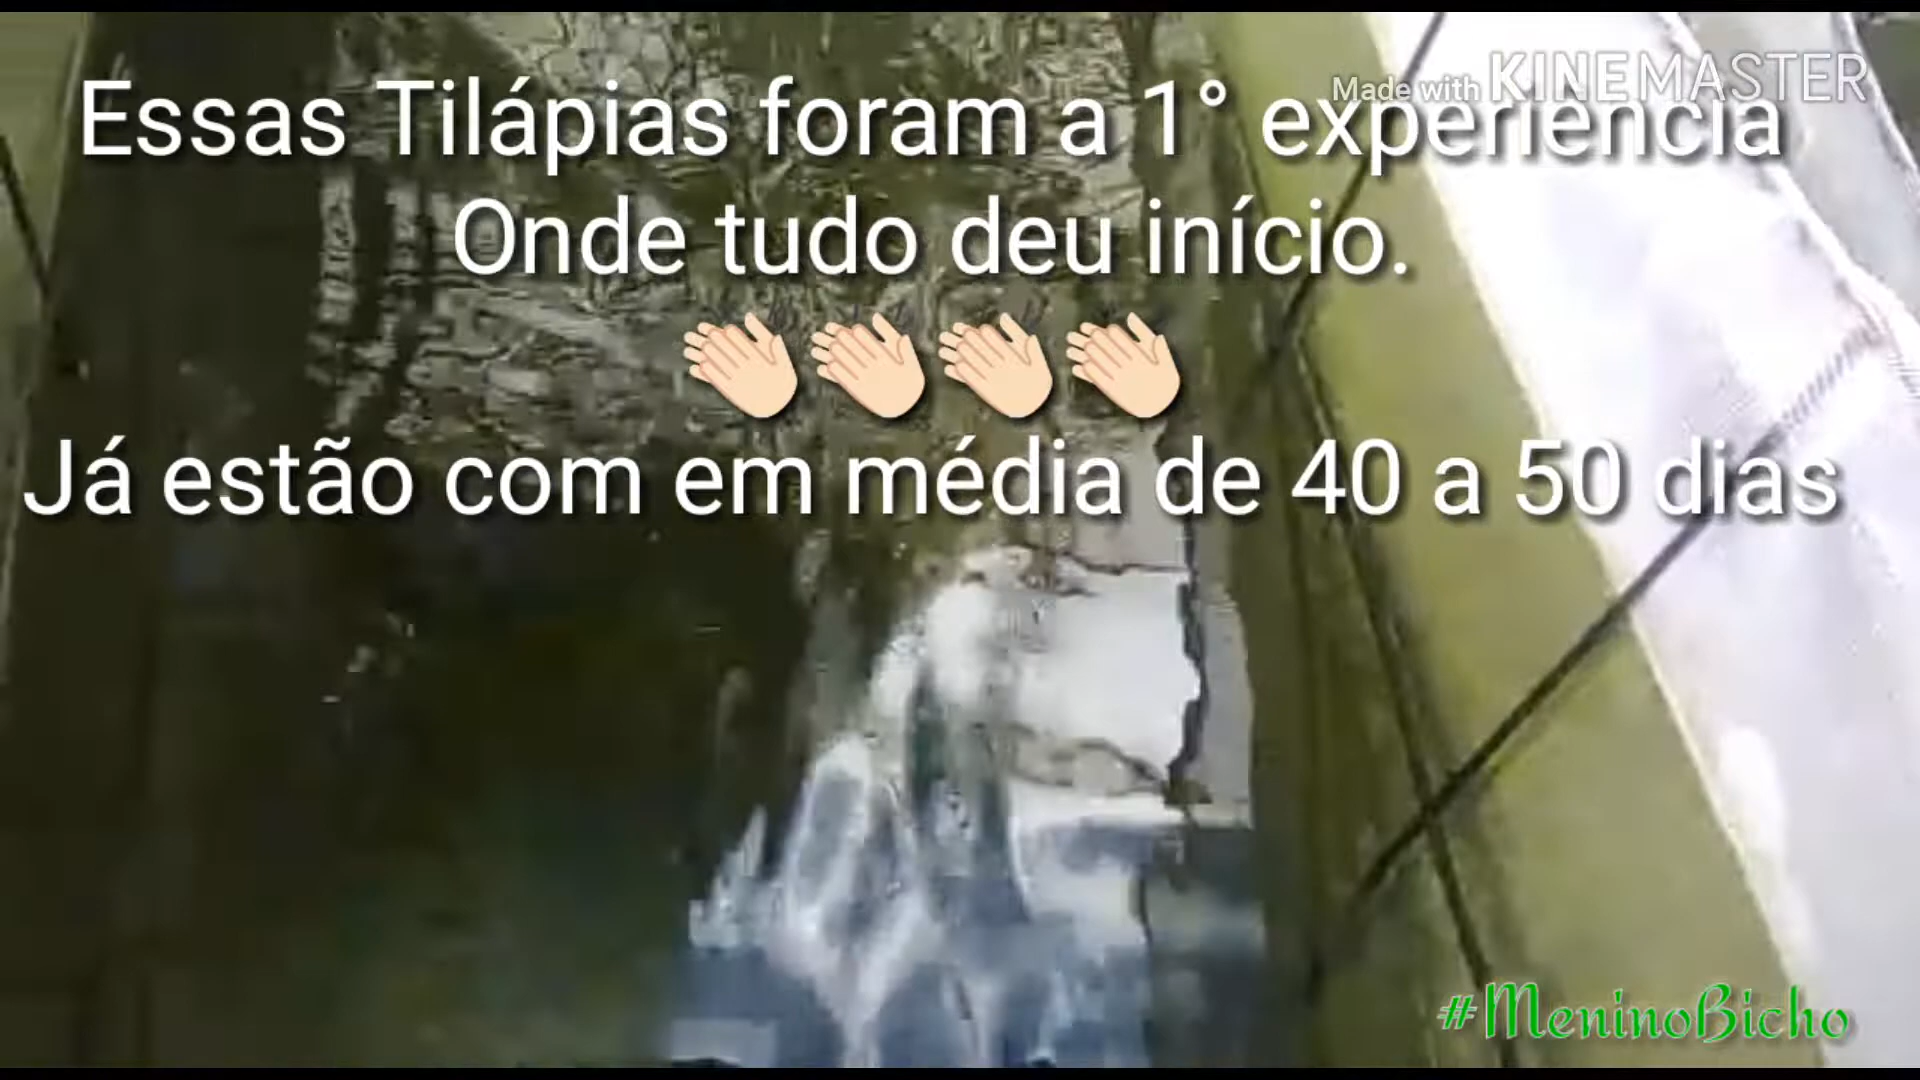 Made with KINEMASTER
Essas Tilápias foram a 1° experiência
Onde tudo deu início.
👏🏻👏🏻👏🏻👏🏻
Já estão com em média de 40 a 50 dias
#MeninoBicho